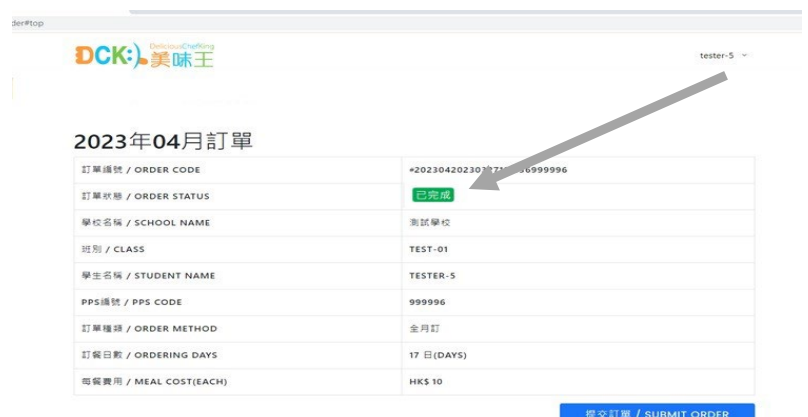 der#top
DCK:) DeliciousChefKing
美味王
tester-5
2023年04月訂單
訂單編號 / ORDER CODE
訂單狀態 / ORDER STATUS 已完成
學校名稱 / SCHOOL NAME 測試學校
班別 / CLASS TEST-01
學生名稱 / STUDENT NAME TESTER-5
PPS編號 / PPS CODE 999996
訂單種類 / ORDER METHOD 全月訂
訂餐日數 / ORDERING DAYS 17 日(DAYS)
每餐費用 / MEAL COST(EACH) HK$ 10
提交訂單 / SUBMIT ORDER